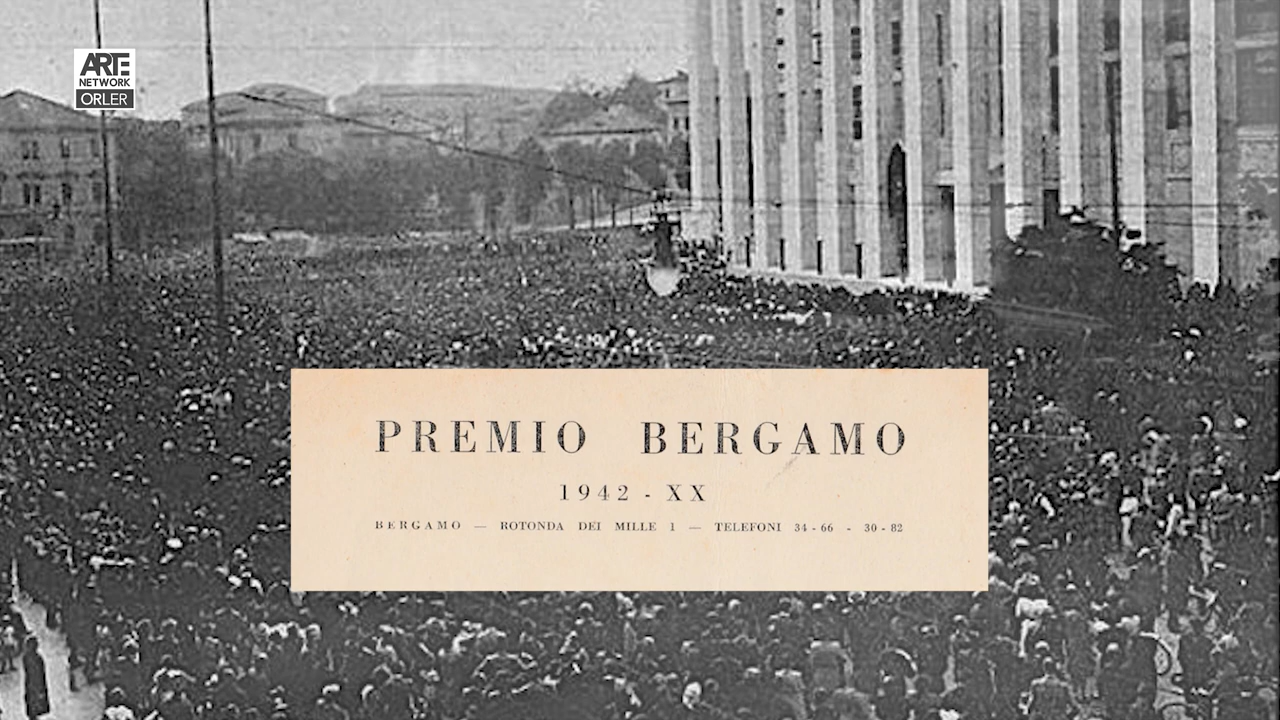 ARTE
NETWORK
ORLER
PREMIO BERGAMO
1942 - XX
BERGAMO — ROTONDA DEI MILLE 1 — TELEFONI 34-66 - 30-82